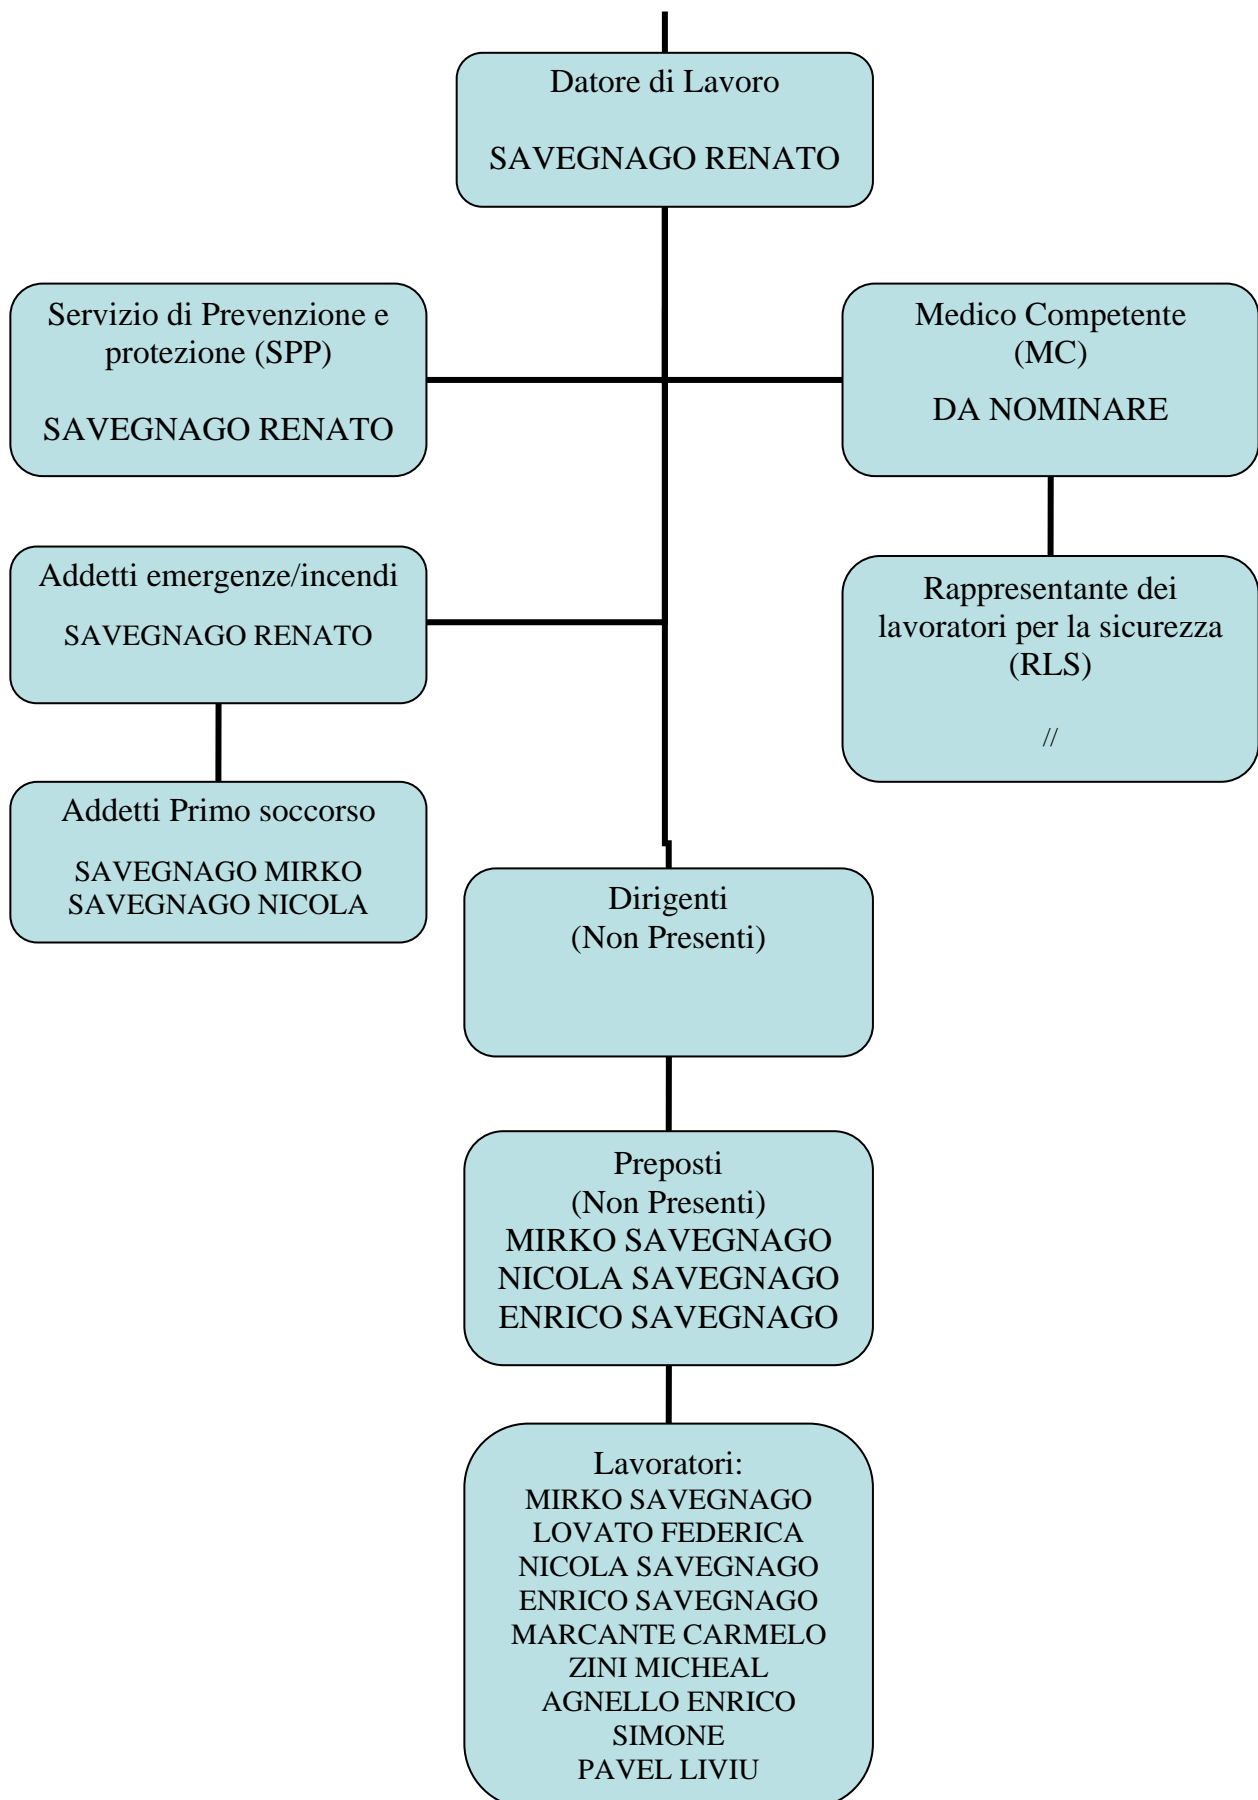 Datore di Lavoro
SAVEGNAGO RENATO
Servizio di Prevenzione e
protezione (SPP)
SAVEGNAGO RENATO
Medico Competente
(MC)
DA NOMINARE
Addetti emergenze/incendi
SAVEGNAGO RENATO
Rappresentante dei
lavoratori per la sicurezza
(RLS)
//
Addetti Primo soccorso
SAVEGNAGO MIRKO
SAVEGNAGO NICOLA
Dirigenti
(Non Presenti)
Preposti
(Non Presenti)
MIRKO SAVEGNAGO
NICOLA SAVEGNAGO
ENRICO SAVEGNAGO
Lavoratori:
MIRKO SAVEGNAGO
LOVATO FEDERICA
NICOLA SAVEGNAGO
ENRICO SAVEGNAGO
MARCANTE CARMELO
ZINI MICHEAL
AGNELLO ENRICO
SIMONE
PAVEL LIVIU